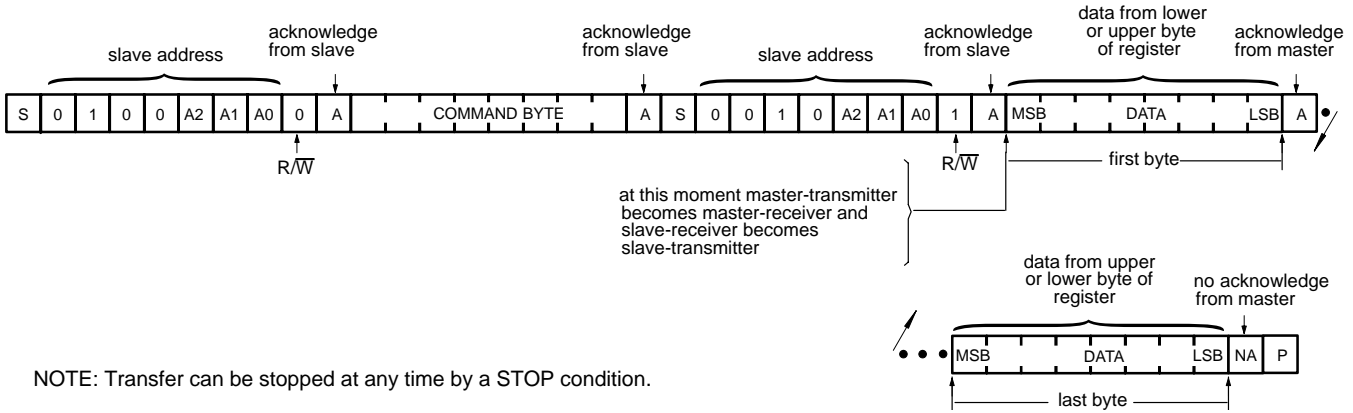 acknowledge
from slave
slave address
acknowledge
from slave
slave address
acknowledge
from slave
data from lower
or upper byte
of register
acknowledge
from master
S 0 1 0 0 A2 A1 A0 0 A COMMAND BYTE A S 0 0 1 0 A2 A1 A0 1 A MSB DATA LSB A
R/W̅
R/W̅
first byte
at this moment master-transmitter
becomes master-receiver and
slave-receiver becomes
slave-transmitter
data from upper
or lower byte of
register
no acknowledge
from master
MSB DATA LSB NA P
last byte
NOTE: Transfer can be stopped at any time by a STOP condition.